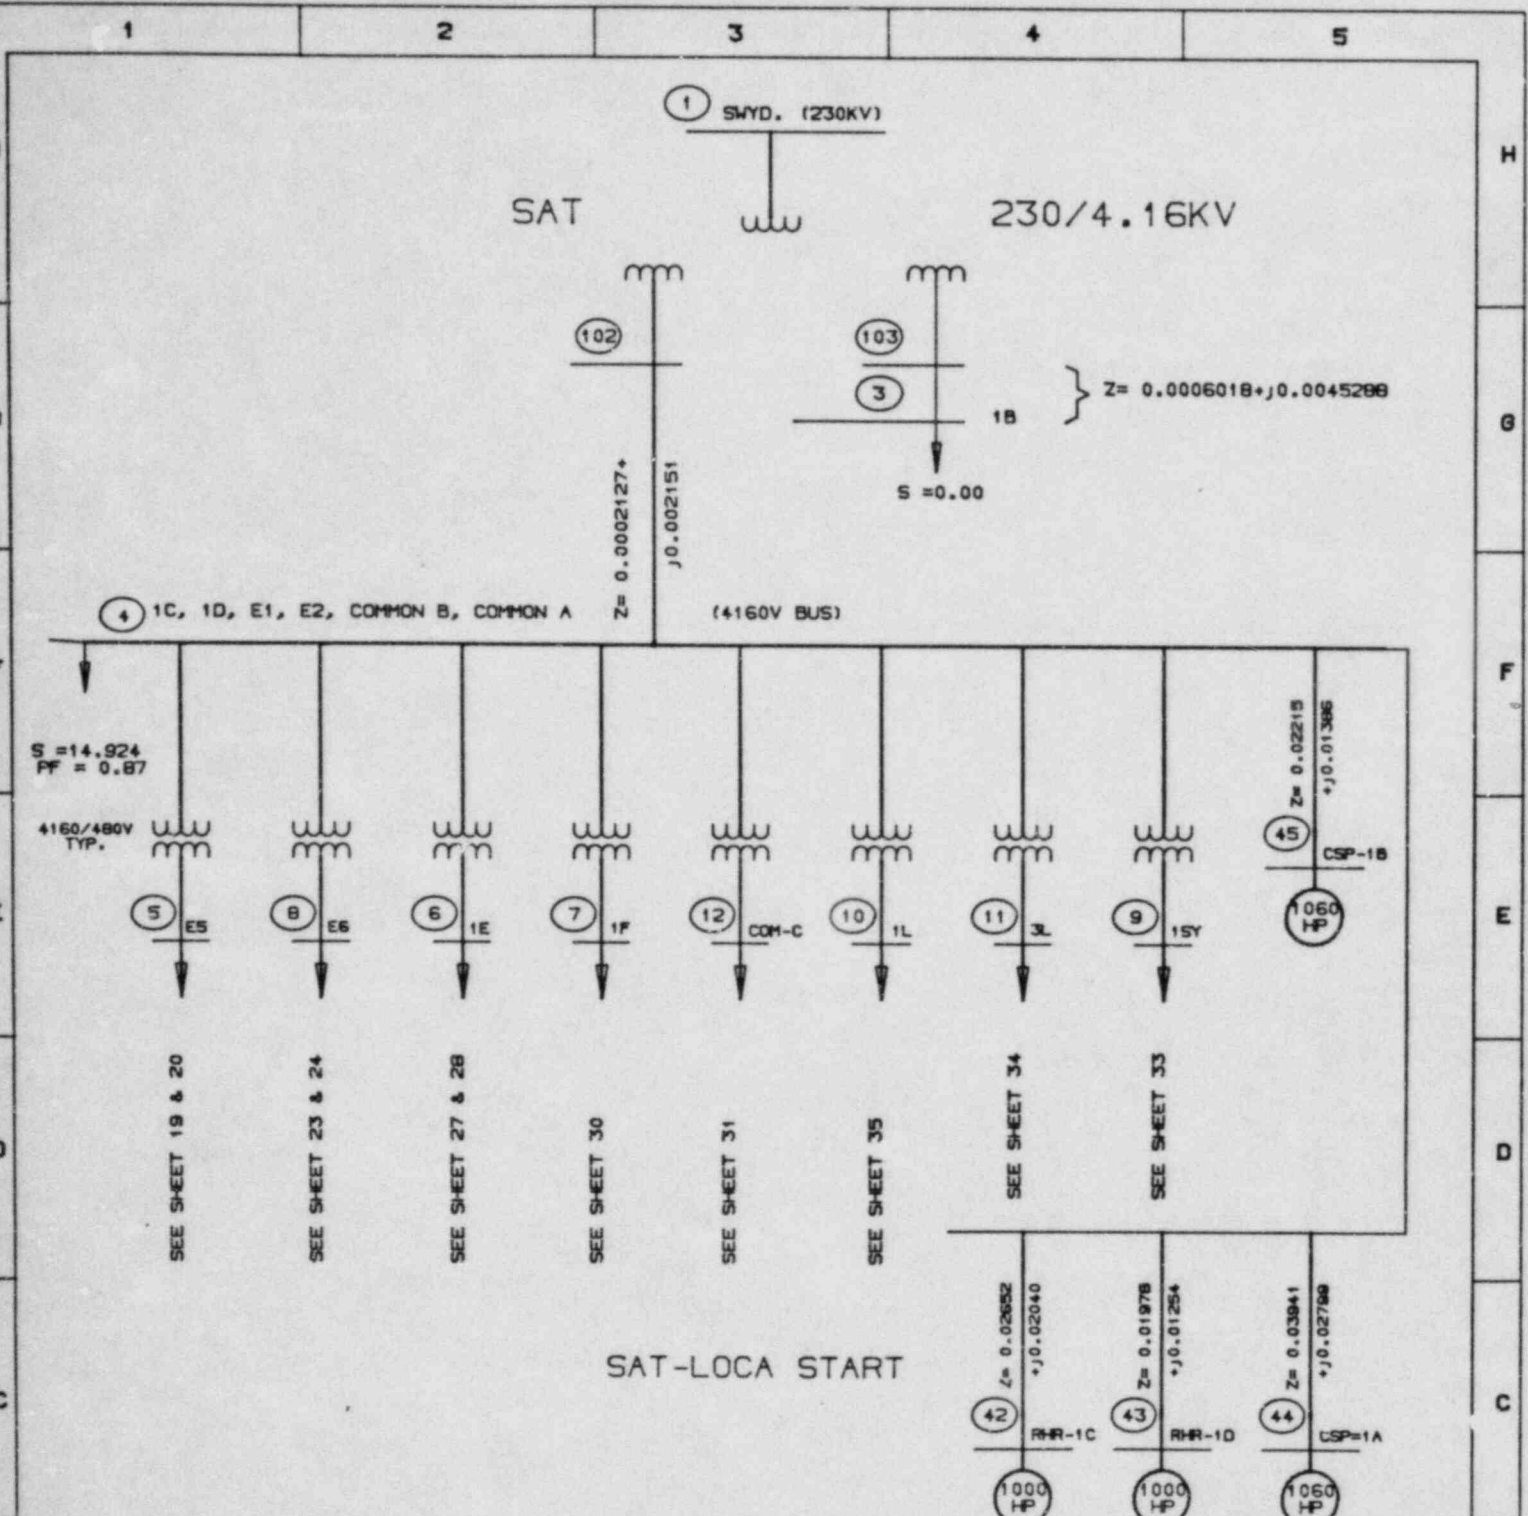 1 2 3 4 5
1 SWYD. (230KV)
H
SAT 230/4.16KV
102 103
3 1B Z= 0.0006018+j0.0045288
G
S =0.00
Z= 0.0002127+
j0.002151
4 1C, 1D, E1, E2, COMMON B, COMMON A (4160V BUS)
F
S =14.924
PF = 0.87
Z= 0.02215
+j0.01386
4160/480V
TYP.
45 CSP-1B
1060
HP
5 E5
8 E6
6 1E
7 1F
12 COM-C
10 1L
11 3L
9 1SY
E
SEE SHEET 19 & 20
SEE SHEET 23 & 24
SEE SHEET 27 & 28
SEE SHEET 30
SEE SHEET 31
SEE SHEET 35
SEE SHEET 34
SEE SHEET 33
D
SAT-LOCA START
Z= 0.02652
+j0.02040
Z= 0.01978
+j0.01254
Z= 0.03941
+j0.02799
C
42 RHR-1C
43 RHR-1D
44 CSP=1A
1000
HP
1000
HP
1060
HP